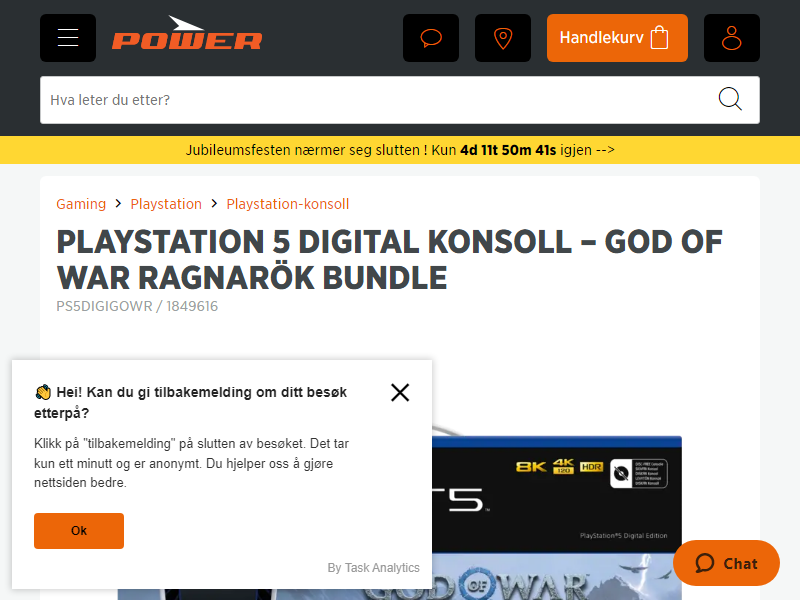 POWER
Handlekurv
Hva leter du etter?
Jubileumsfesten nærmer seg slutten ! Kun 4d 11t 50m 41s igjen -->
Gaming > Playstation > Playstation-konsoll
PLAYSTATION 5 DIGITAL KONSOLL – GOD OF
WAR RAGNARÖK BUNDLE
PS5DIGIGOWR / 1849616
👏 Hei! Kan du gi tilbakemelding om ditt besøk
etterpå?
Klikk på "tilbakemelding" på slutten av besøket. Det tar
kun ett minutt og er anonymt. Du hjelper oss å gjøre
nettsiden bedre.
Ok
By Task Analytics
8K 4K 120 HDR
5
PlayStation®5 Digital Edition
GOD OF WAR
Chat